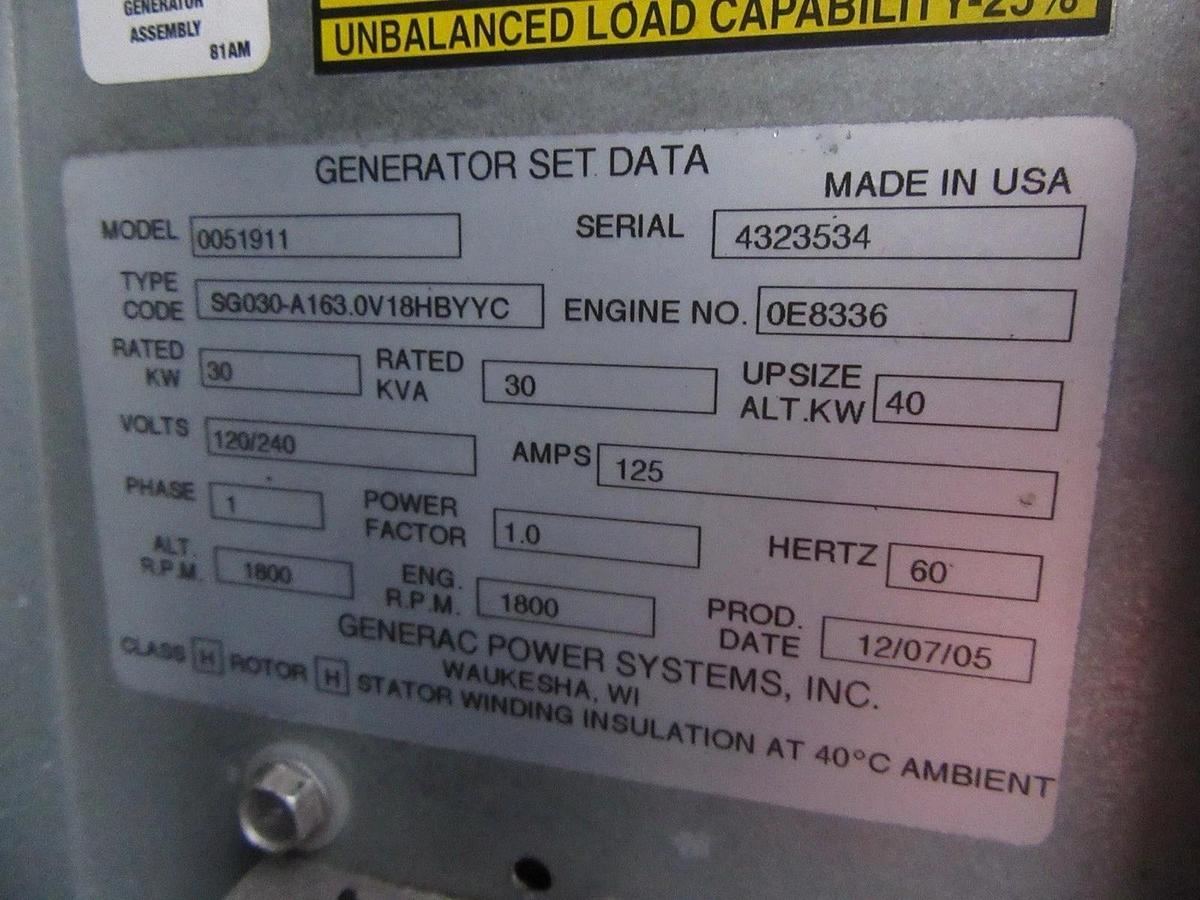 GENERATOR
ASSEMBLY
81AM
UNBALANCED LOAD CAPABILITY-25%
GENERATOR SET DATA
MADE IN USA
MODEL 0051911 SERIAL 4323534
TYPE CODE SG030-A163.0V18HBYYC ENGINE NO. 0E8336
RATED KW 30 RATED KVA 30 UPSIZE ALT.KW 40
VOLTS 120/240 AMPS 125
PHASE 1 POWER FACTOR 1.0 HERTZ 60
ALT. R.P.M. 1800 ENG. R.P.M. 1800 PROD. DATE 12/07/05
GENERAC POWER SYSTEMS, INC.
WAUKESHA, WI
CLASS H ROTOR H STATOR WINDING INSULATION AT 40°C AMBIENT